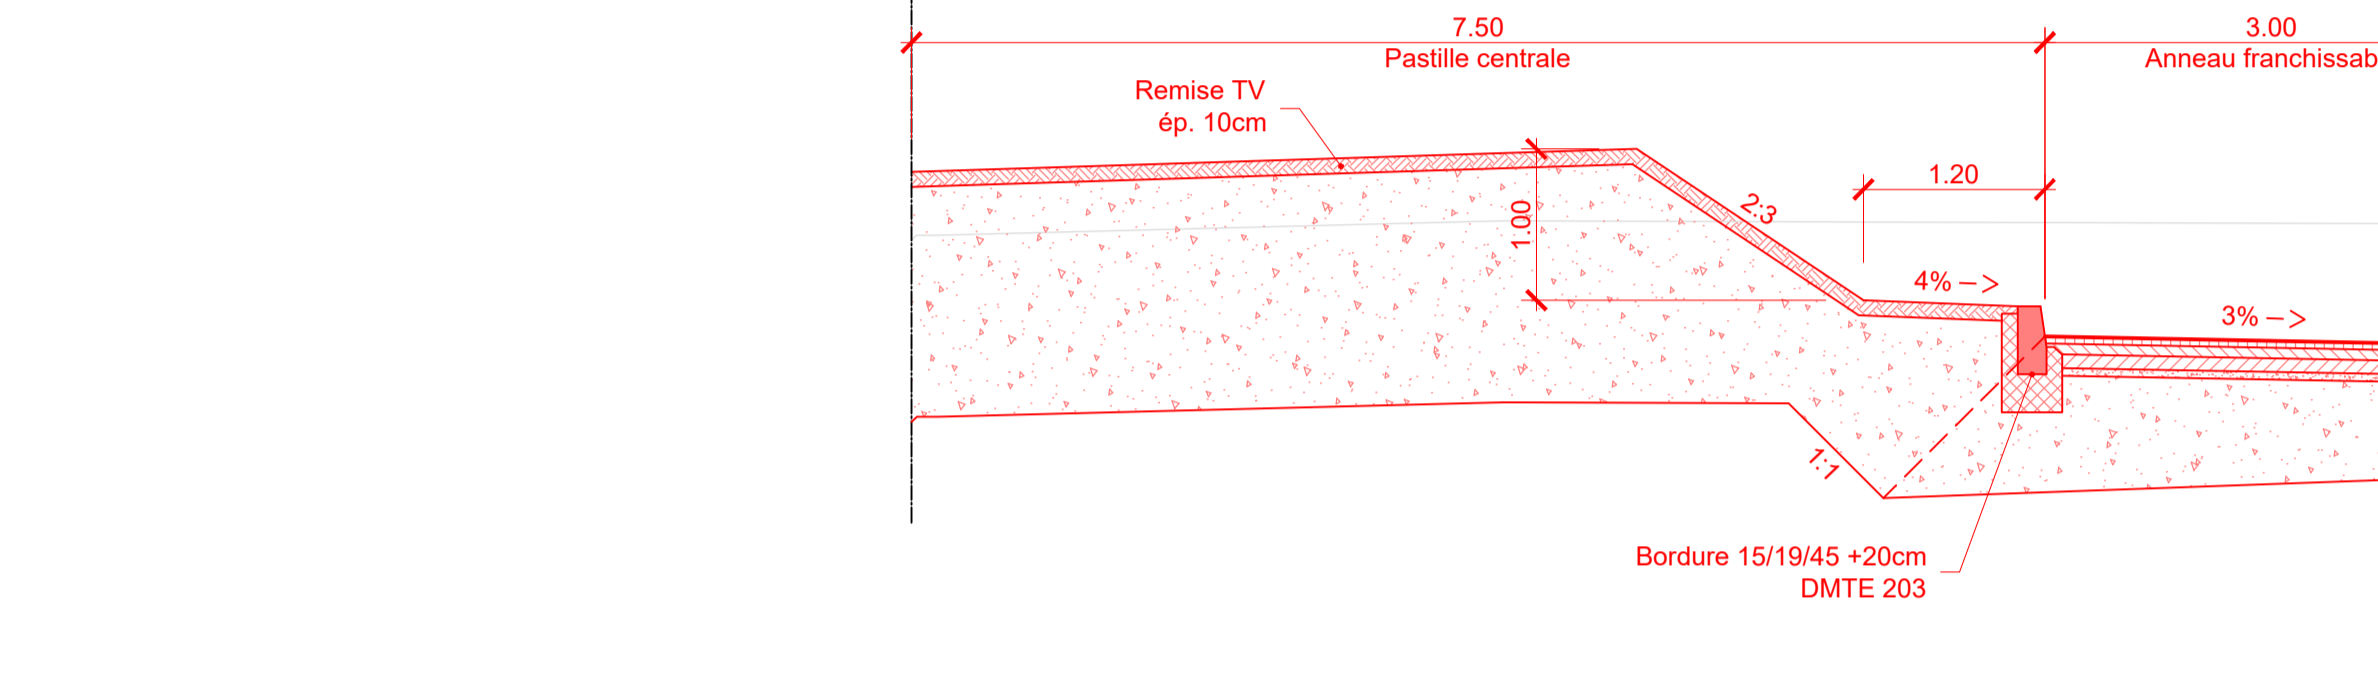 7.50
3.00
Pastille centrale
Anneau franchissab
Remise TV
ép. 10cm
1.20
2:3
1.00
4% —>
3% —>
1:1
Bordure 15/19/45 +20cm
DMTE 203